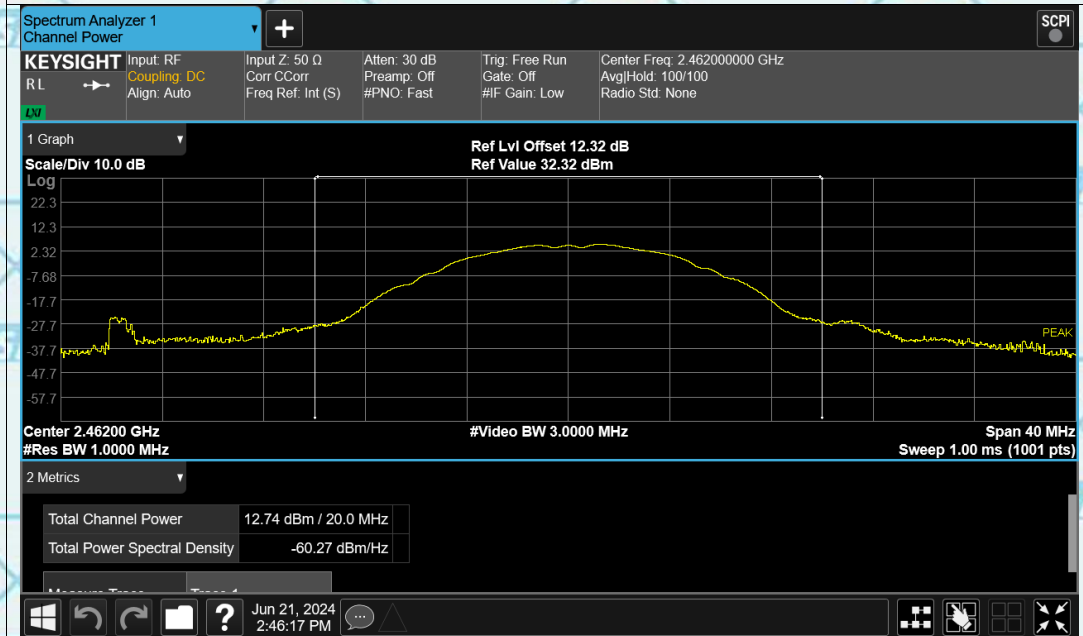 Spectrum Analyzer 1
Channel Power
SCPI
KEYSIGHT
R L
LXI
Input: RF
Coupling: DC
Align: Auto
Input Z: 50 Ω
Corr CCorr
Freq Ref: Int (S)
Atten: 30 dB
Preamp: Off
#PNO: Fast
Trig: Free Run
Gate: Off
#IF Gain: Low
Center Freq: 2.462000000 GHz
Avg|Hold: 100/100
Radio Std: None
1 Graph
Scale/Div 10.0 dB
Ref Lvl Offset 12.32 dB
Ref Value 32.32 dBm
Log
22.3
12.3
2.32
-7.68
-17.7
-27.7
-37.7
-47.7
-57.7
PEAK
Center 2.46200 GHz
#Video BW 3.0000 MHz
Span 40 MHz
#Res BW 1.0000 MHz
Sweep 1.00 ms (1001 pts)
2 Metrics
Total Channel Power 12.74 dBm / 20.0 MHz
Total Power Spectral Density -60.27 dBm/Hz
?
Jun 21, 2024
2:46:17 PM